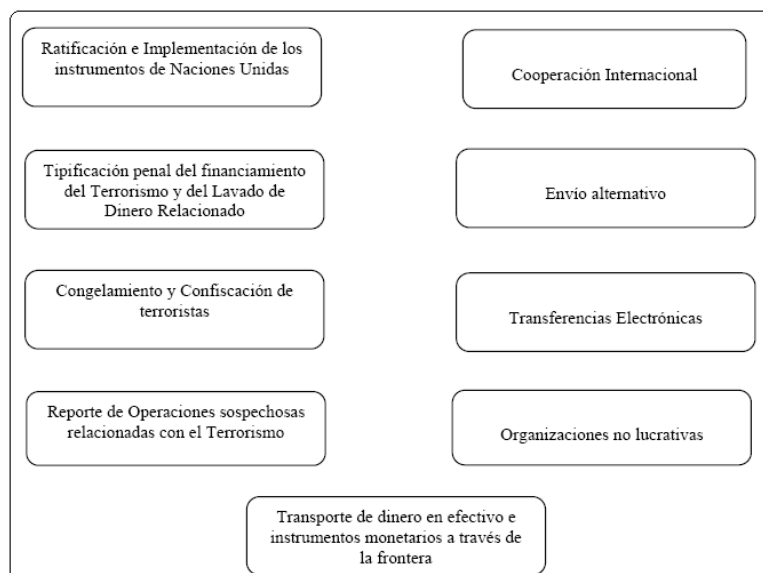 Ratificación e Implementación de los
instrumentos de Naciones Unidas
Cooperación Internacional
Tipificación penal del financiamiento
del Terrorismo y del Lavado de
Dinero Relacionado
Envío alternativo
Congelamiento y Confiscación de
terroristas
Transferencias Electrónicas
Reporte de Operaciones sospechosas
relacionadas con el Terrorismo
Organizaciones no lucrativas
Transporte de dinero en efectivo e
instrumentos monetarios a través de
la frontera